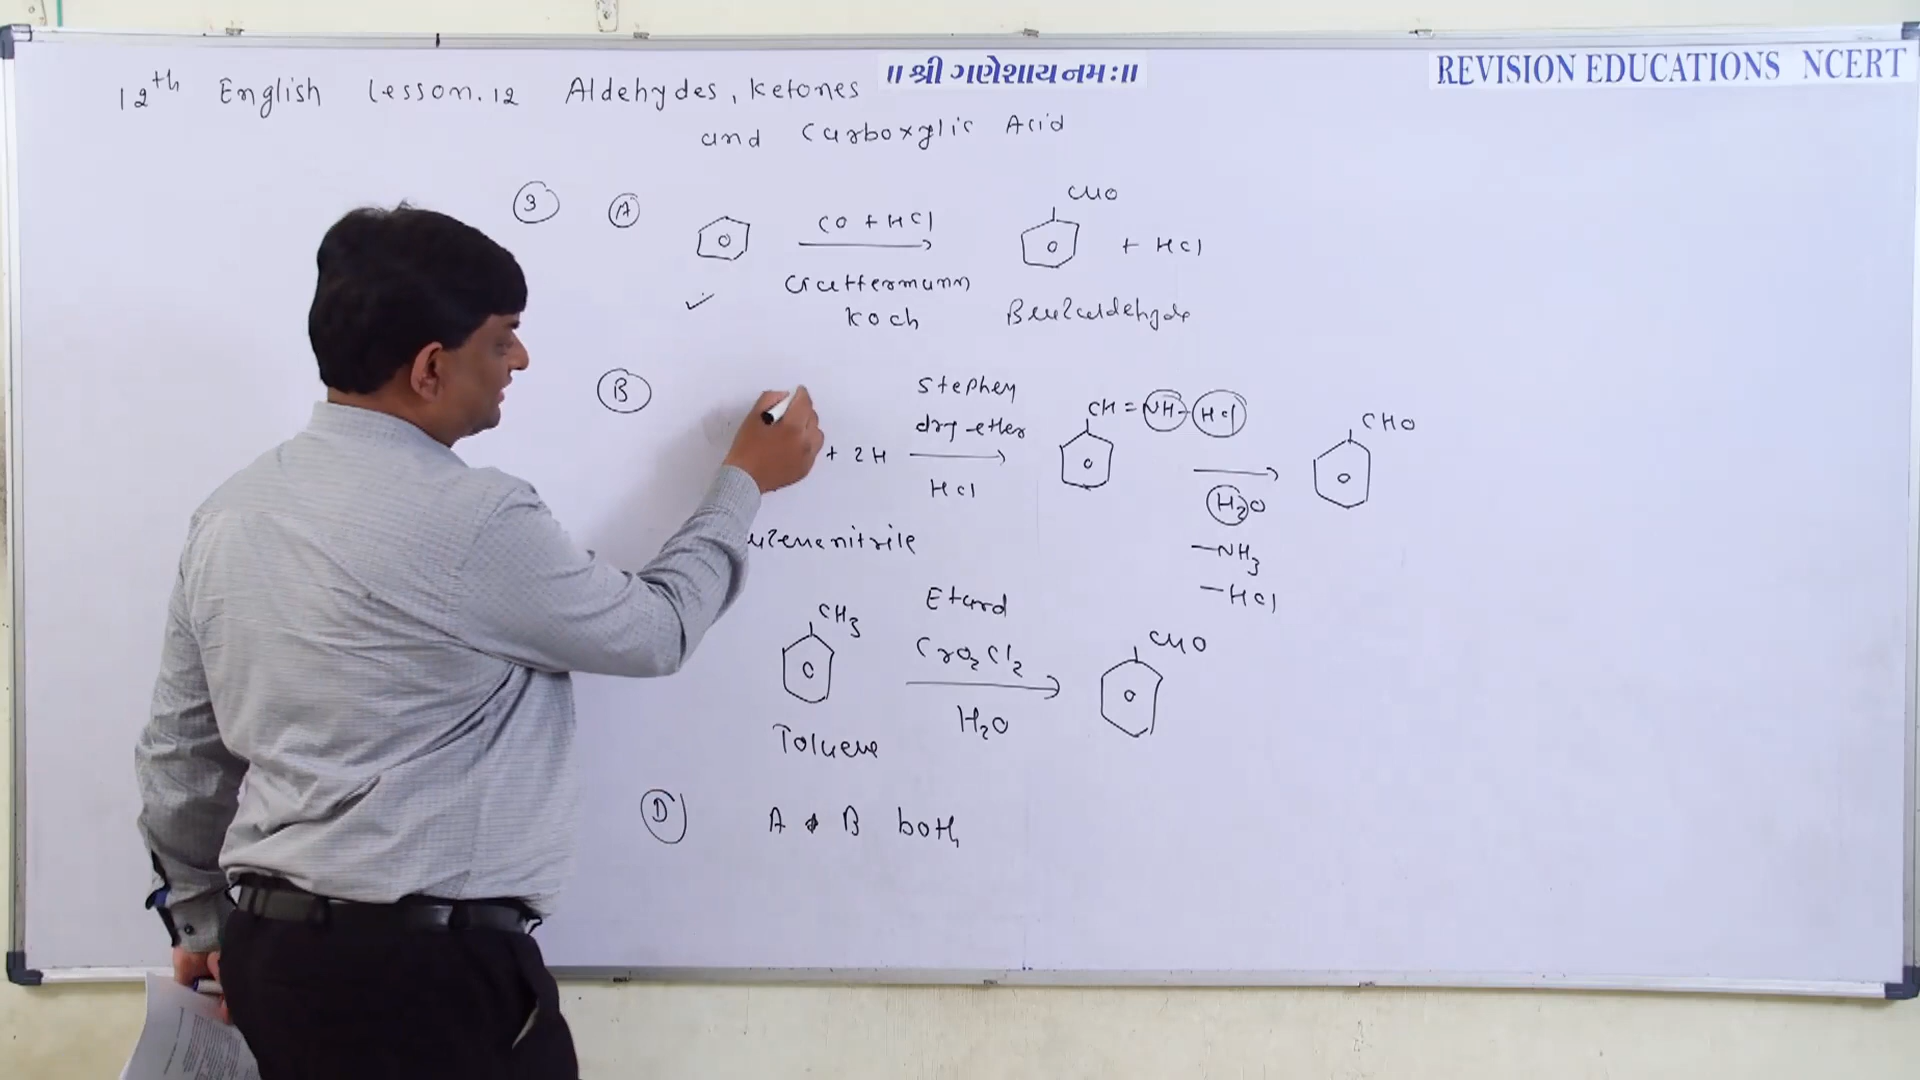 ॥ શ્રી ગણેશાય નમઃ ॥
REVISION EDUCATIONS NCERT
12th English Lesson.12 Aldehydes, Ketones
and Carboxylic Acid
3 A CO + HCl CHO + HCl
Gattermann
Koch Benzaldehyde
B + 2H Stephen CH = NH - HCl CHO
dry-ether
HCl H2O
-NH3
-HCl
CH3 Etard CHO
CrO2Cl2
H2O
Toluene
D A & B both